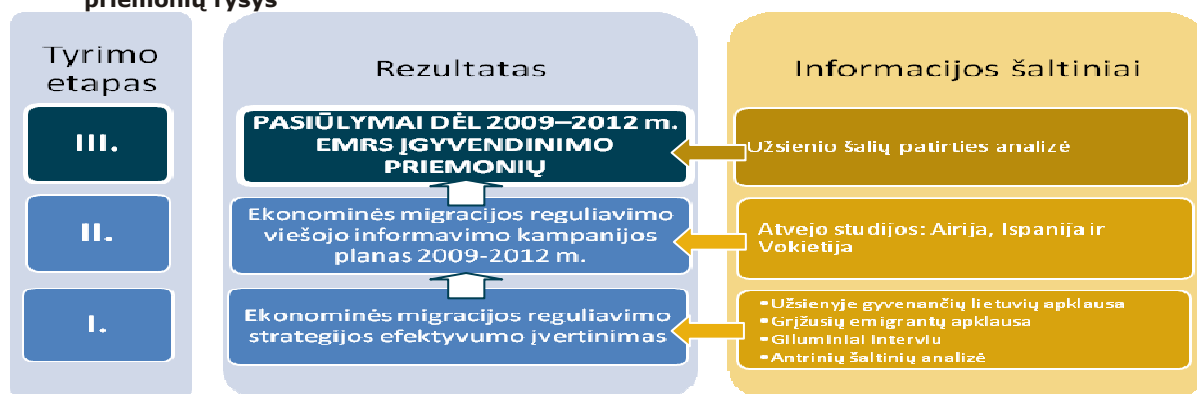 priemonių ryšys
Tyrimo
etapas
Rezultatas
Informacijos šaltiniai
III.
PASIŪLYMAI DĖL 2009–2012 m.
EMRS ĮGYVENDINIMO
PRIEMONIŲ
Užsienio šalių patirties analizė
II.
Ekonominės migracijos reguliavimo
viešojo informavimo kampanijos
planas 2009-2012 m.
Atvejo studijos: Airija, Ispanija ir
Vokietija
I.
Ekonominės migracijos reguliavimo
strategijos efektyvumo įvertinimas
•Užsienyje gyvenančių lietuvių apklausa
•Grįžusių emigrantų apklausa
•Giluminiai interviu
•Antrinių šaltinių analizė